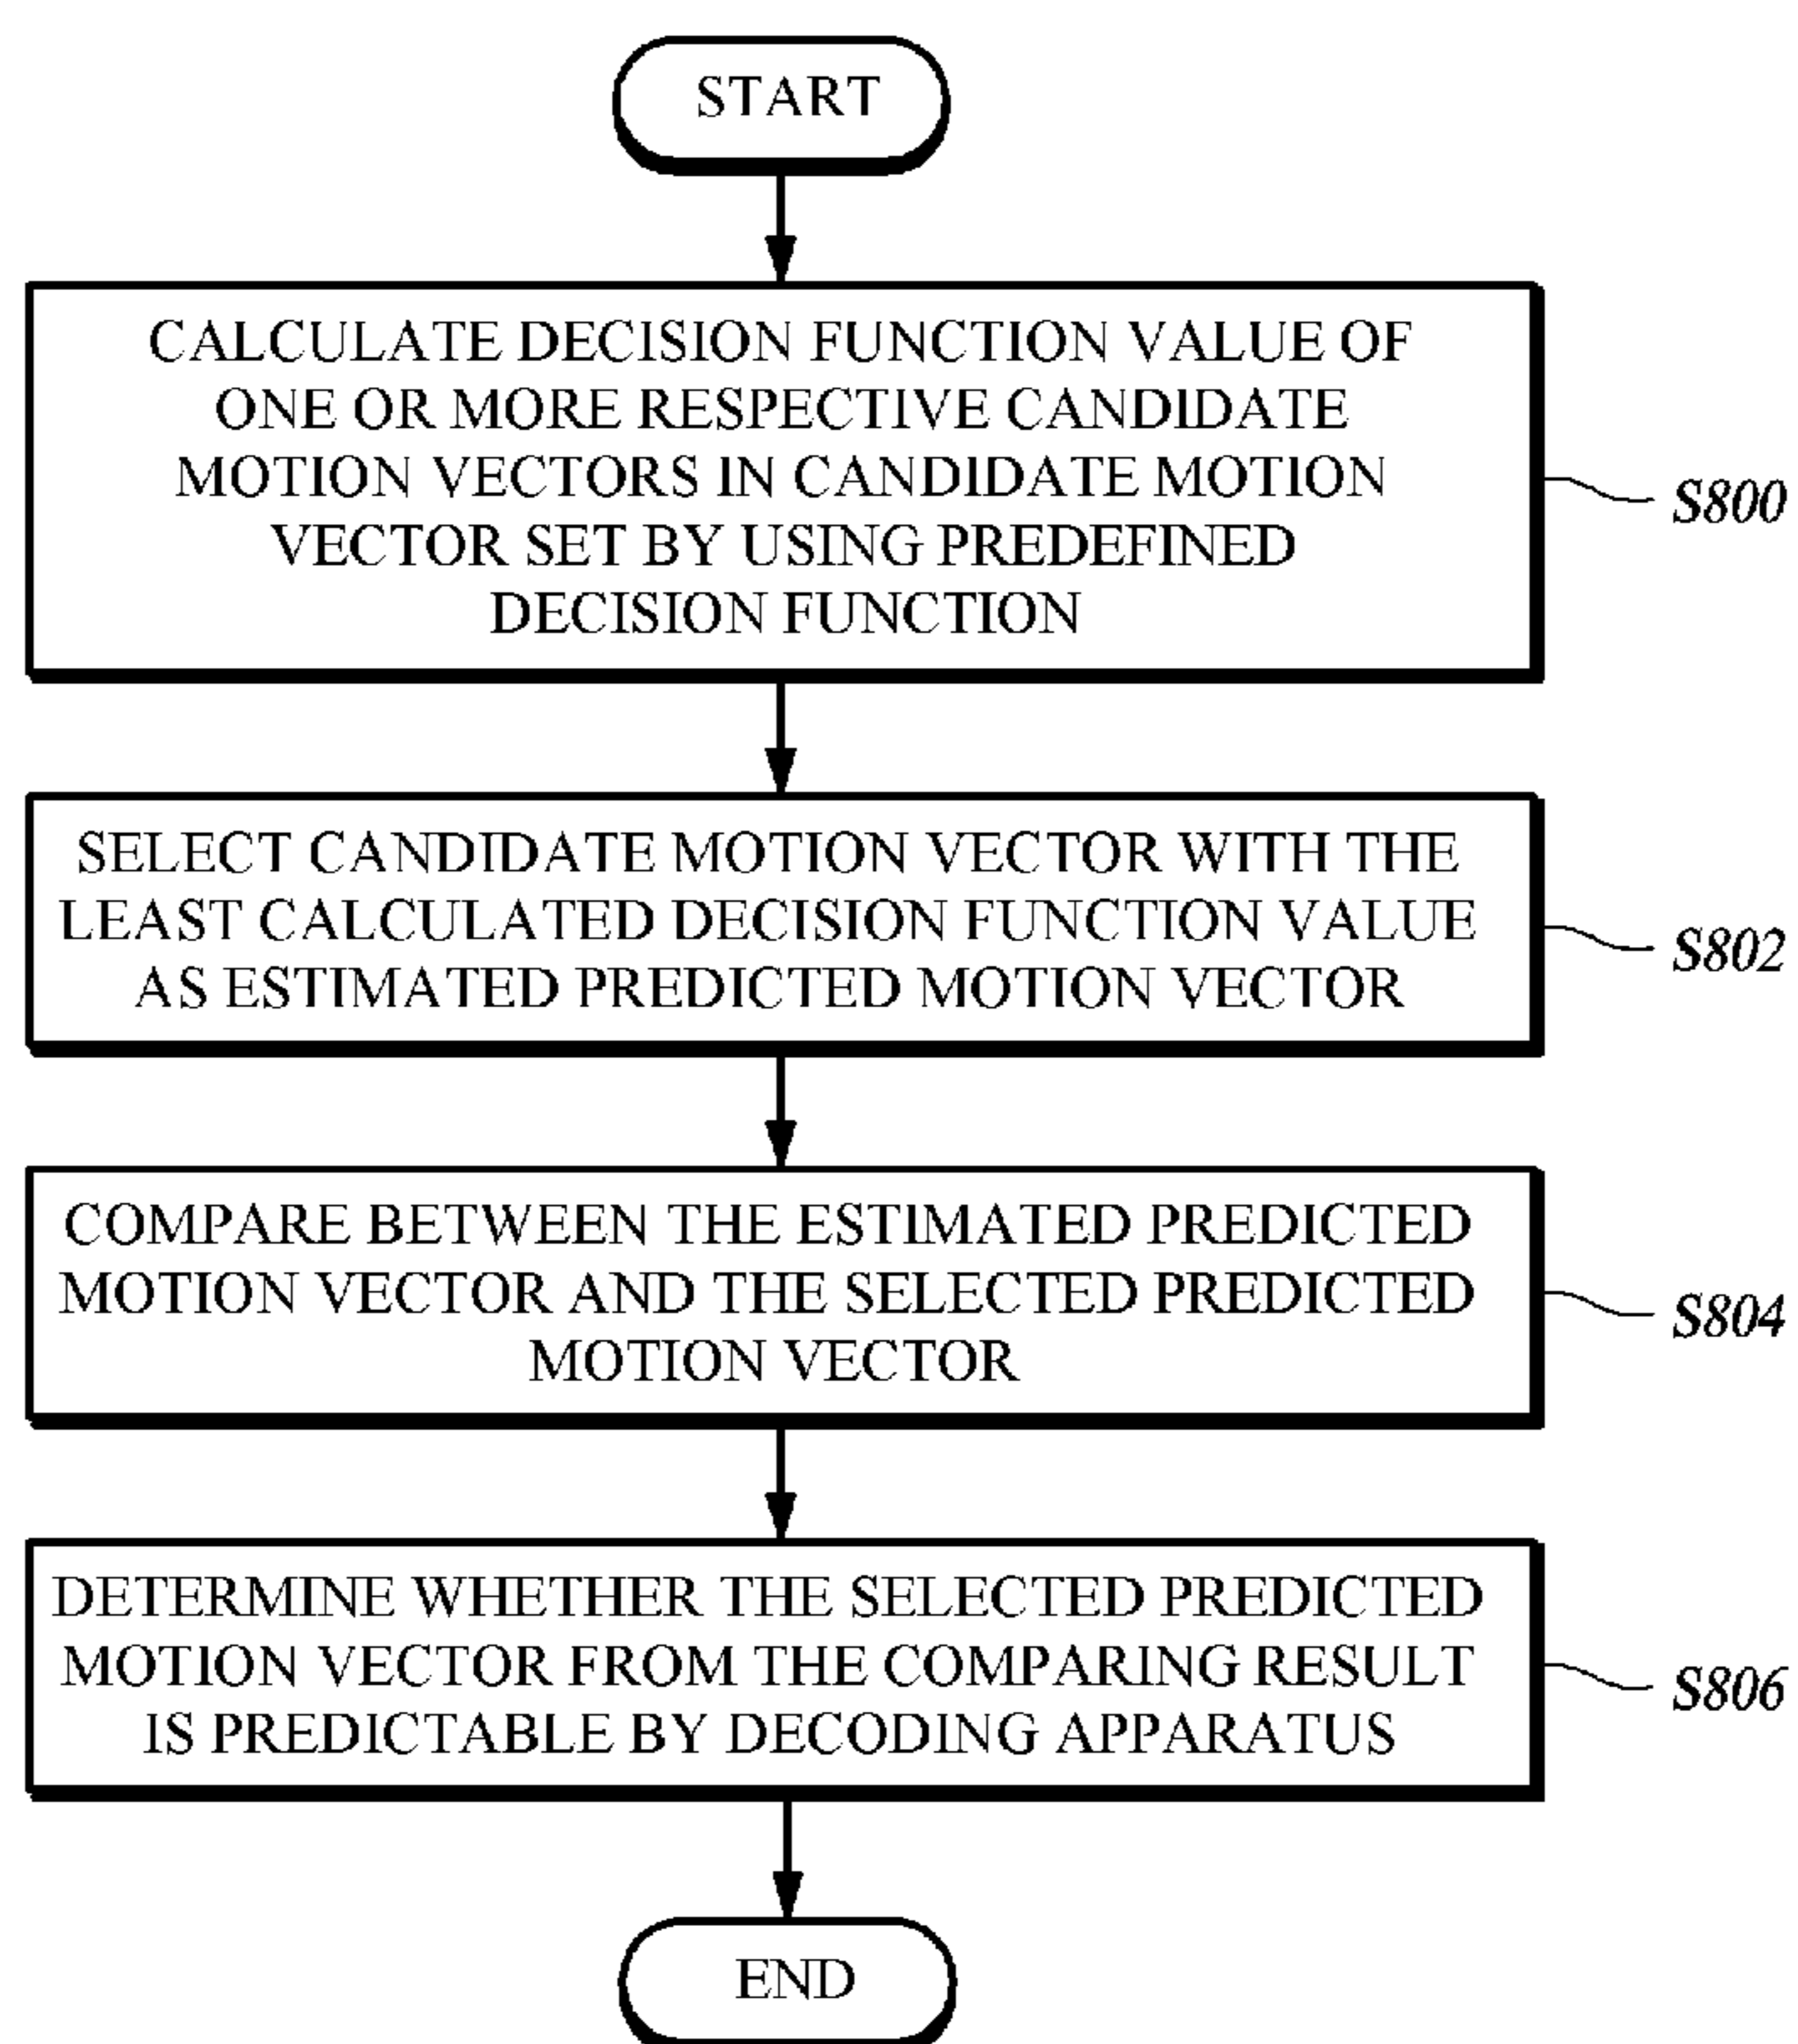 START
CALCULATE DECISION FUNCTION VALUE OF
ONE OR MORE RESPECTIVE CANDIDATE
MOTION VECTORS IN CANDIDATE MOTION
VECTOR SET BY USING PREDEFINED
DECISION FUNCTION
S800
SELECT CANDIDATE MOTION VECTOR WITH THE
LEAST CALCULATED DECISION FUNCTION VALUE
AS ESTIMATED PREDICTED MOTION VECTOR
S802
COMPARE BETWEEN THE ESTIMATED PREDICTED
MOTION VECTOR AND THE SELECTED PREDICTED
MOTION VECTOR
S804
DETERMINE WHETHER THE SELECTED PREDICTED
MOTION VECTOR FROM THE COMPARING RESULT
IS PREDICTABLE BY DECODING APPARATUS
S806
END